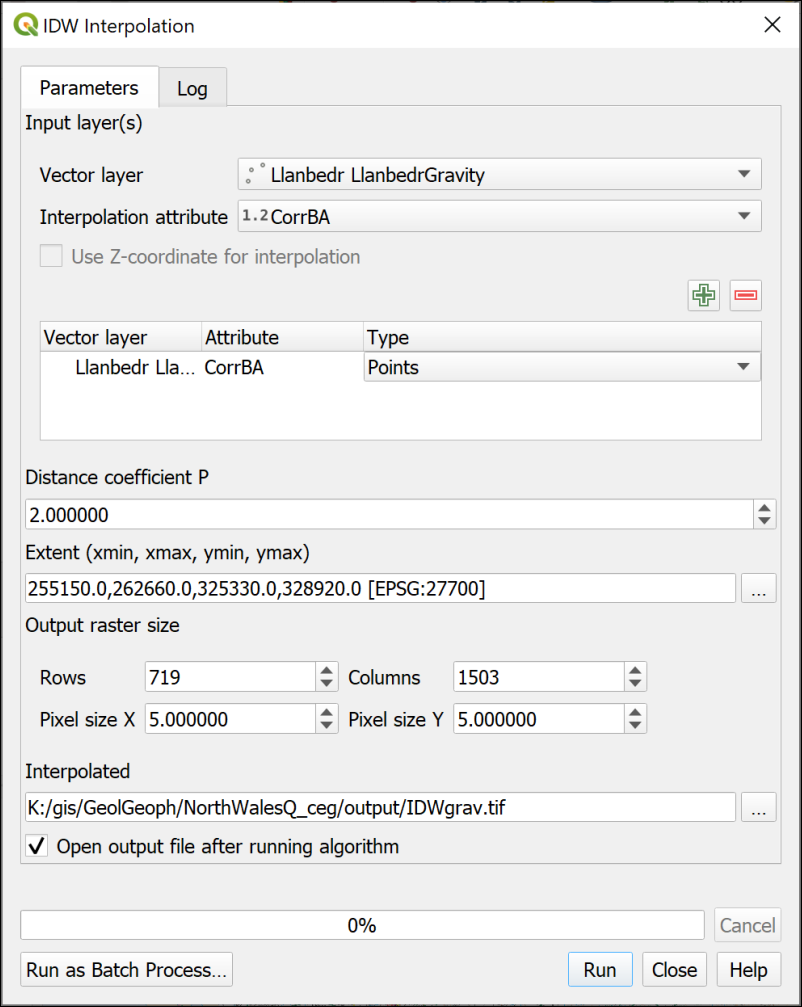 IDW Interpolation
Parameters Log
Input layer(s)
Vector layer Llanbedr LlanbedrGravity
Interpolation attribute 1.2 CorrBA
Use Z-coordinate for interpolation
Vector layer Attribute Type
Llanbedr Lla... CorrBA Points
Distance coefficient P
2.000000
Extent (xmin, xmax, ymin, ymax)
255150.0,262660.0,325330.0,328920.0 [EPSG:27700]
...
Output raster size
Rows 719 Columns 1503
Pixel size X 5.000000 Pixel size Y 5.000000
Interpolated
K:/gis/GeolGeoph/NorthWalesQ_ceg/output/IDWgrav.tif
...
Open output file after running algorithm
0% Cancel
Run as Batch Process... Run Close Help